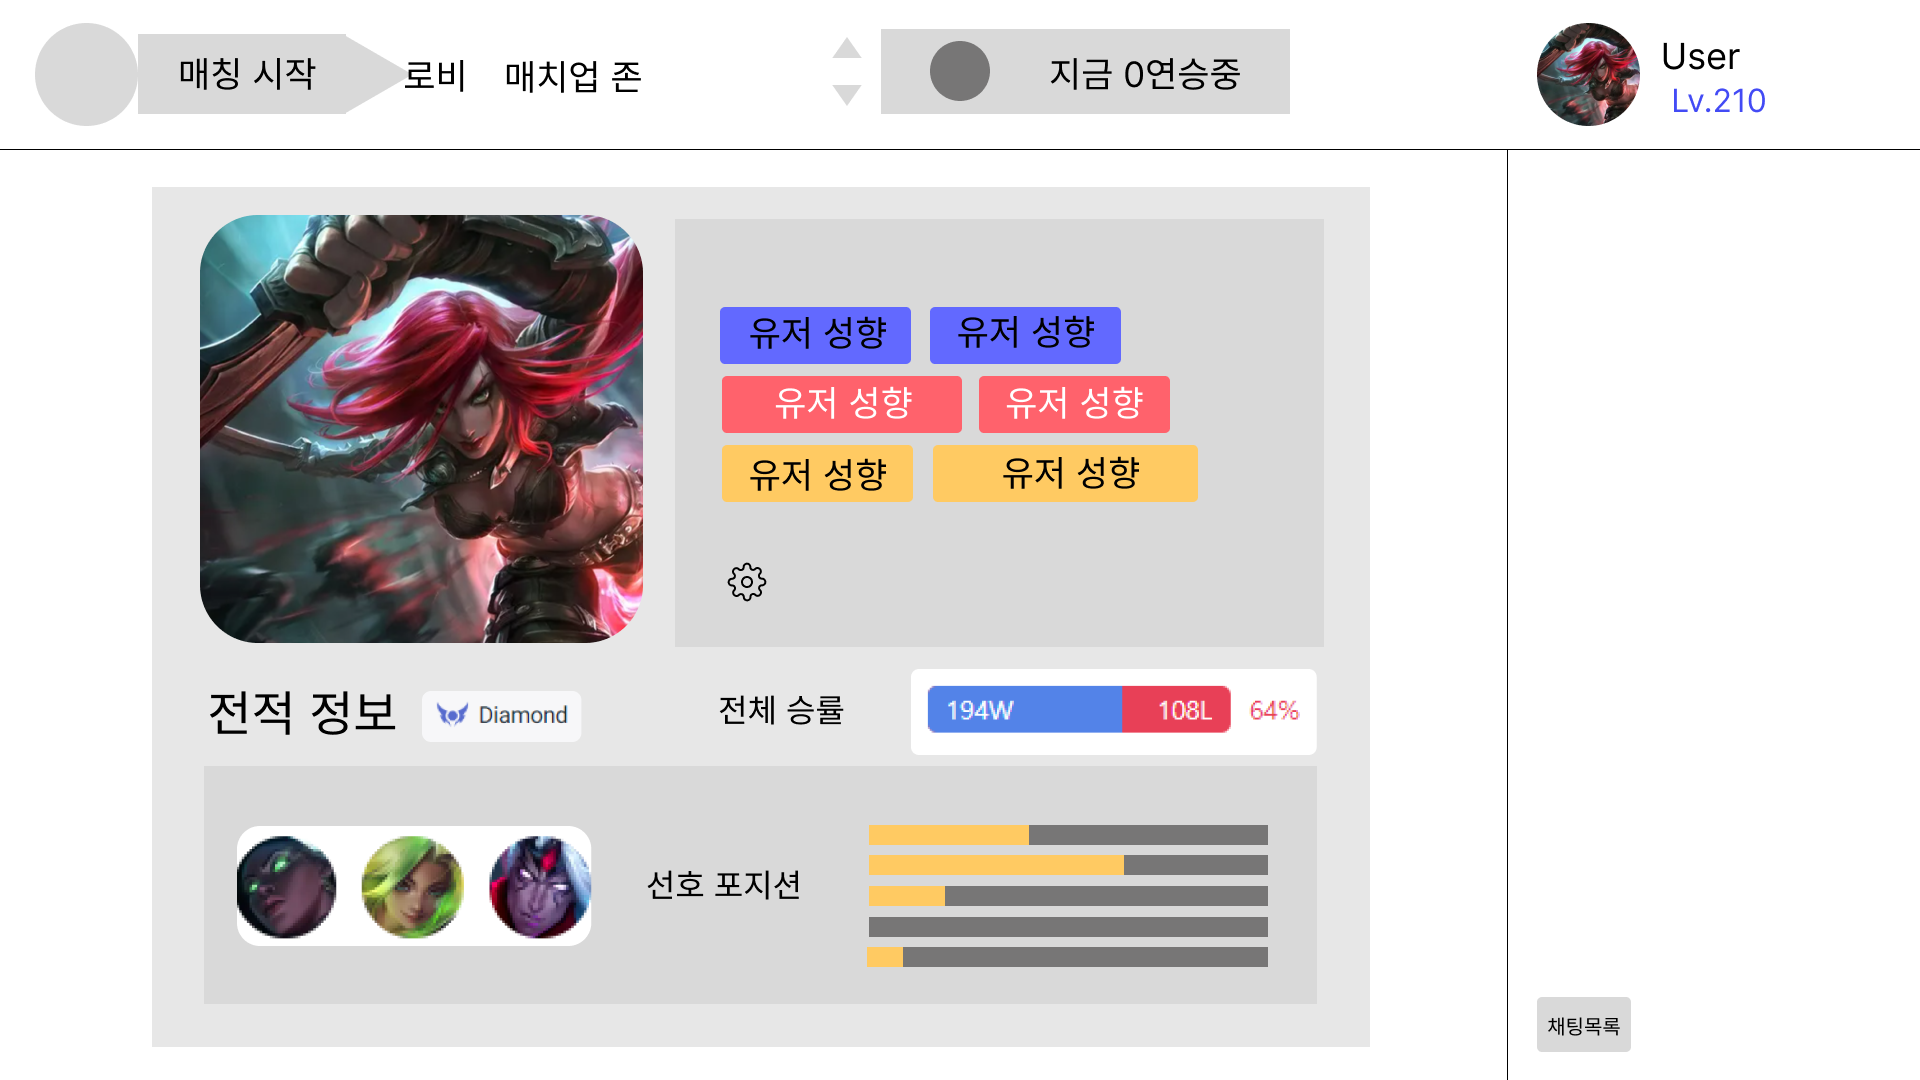 매칭 시작
로비
매치업 존
지금 0연승중
User
Lv.210
유저 성향
유저 성향
유저 성향
유저 성향
유저 성향
유저 성향
전적 정보
Diamond
전체 승률
194W
108L
64%
선호 포지션
채팅목록